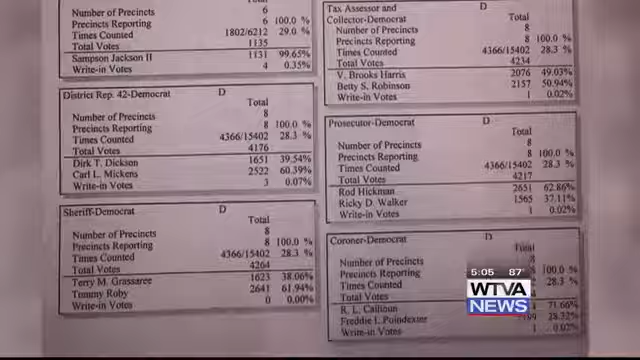 Total
Number of Precincts 6
Precincts Reporting 6 100.0 %
Times Counted 1802/6212 29.0 %
Total Votes 1135
Sampson Jackson II 1131 99.65%
Write-in Votes 4 0.35%
District Rep. 42-Democrat D
Total
Number of Precincts 8
Precincts Reporting 8 100.0 %
Times Counted 4366/15402 28.3 %
Total Votes 4176
Dirk T. Dickson 1651 39.54%
Carl L. Mickens 2522 60.39%
Write-in Votes 3 0.07%
Sheriff-Democrat D
Total
Number of Precincts 8
Precincts Reporting 8 100.0 %
Times Counted 4366/15402 28.3 %
Total Votes 4264
Terry M. Grassaree 1623 38.06%
Tommy Roby 2641 61.94%
Write-in Votes 0 0.00%
Tax Assessor and D
Collector-Democrat Total
Number of Precincts 8
Precincts Reporting 8 100.0 %
Times Counted 4366/15402 28.3 %
Total Votes 4234
V. Brooks Harris 2076 49.03%
Betty S. Robinson 2157 50.94%
Write-in Votes 1 0.02%
Prosecutor-Democrat D
Total
Number of Precincts 8
Precincts Reporting 8 100.0 %
Times Counted 4366/15402 28.3 %
Total Votes 4217
Rod Hickman 2651 62.86%
Ricky D. Walker 1565 37.11%
Write-in Votes 1 0.02%
Coroner-Democrat D
Total
Number of Precincts 8
Precincts Reporting 100.0 %
Times Counted 28.3 %
Total Votes
R. L. Calhoun 71.66%
Freddie L Poindexter 28.32%
Write-in Votes 1 0.02%
5:05 87°
WTVA
NEWS